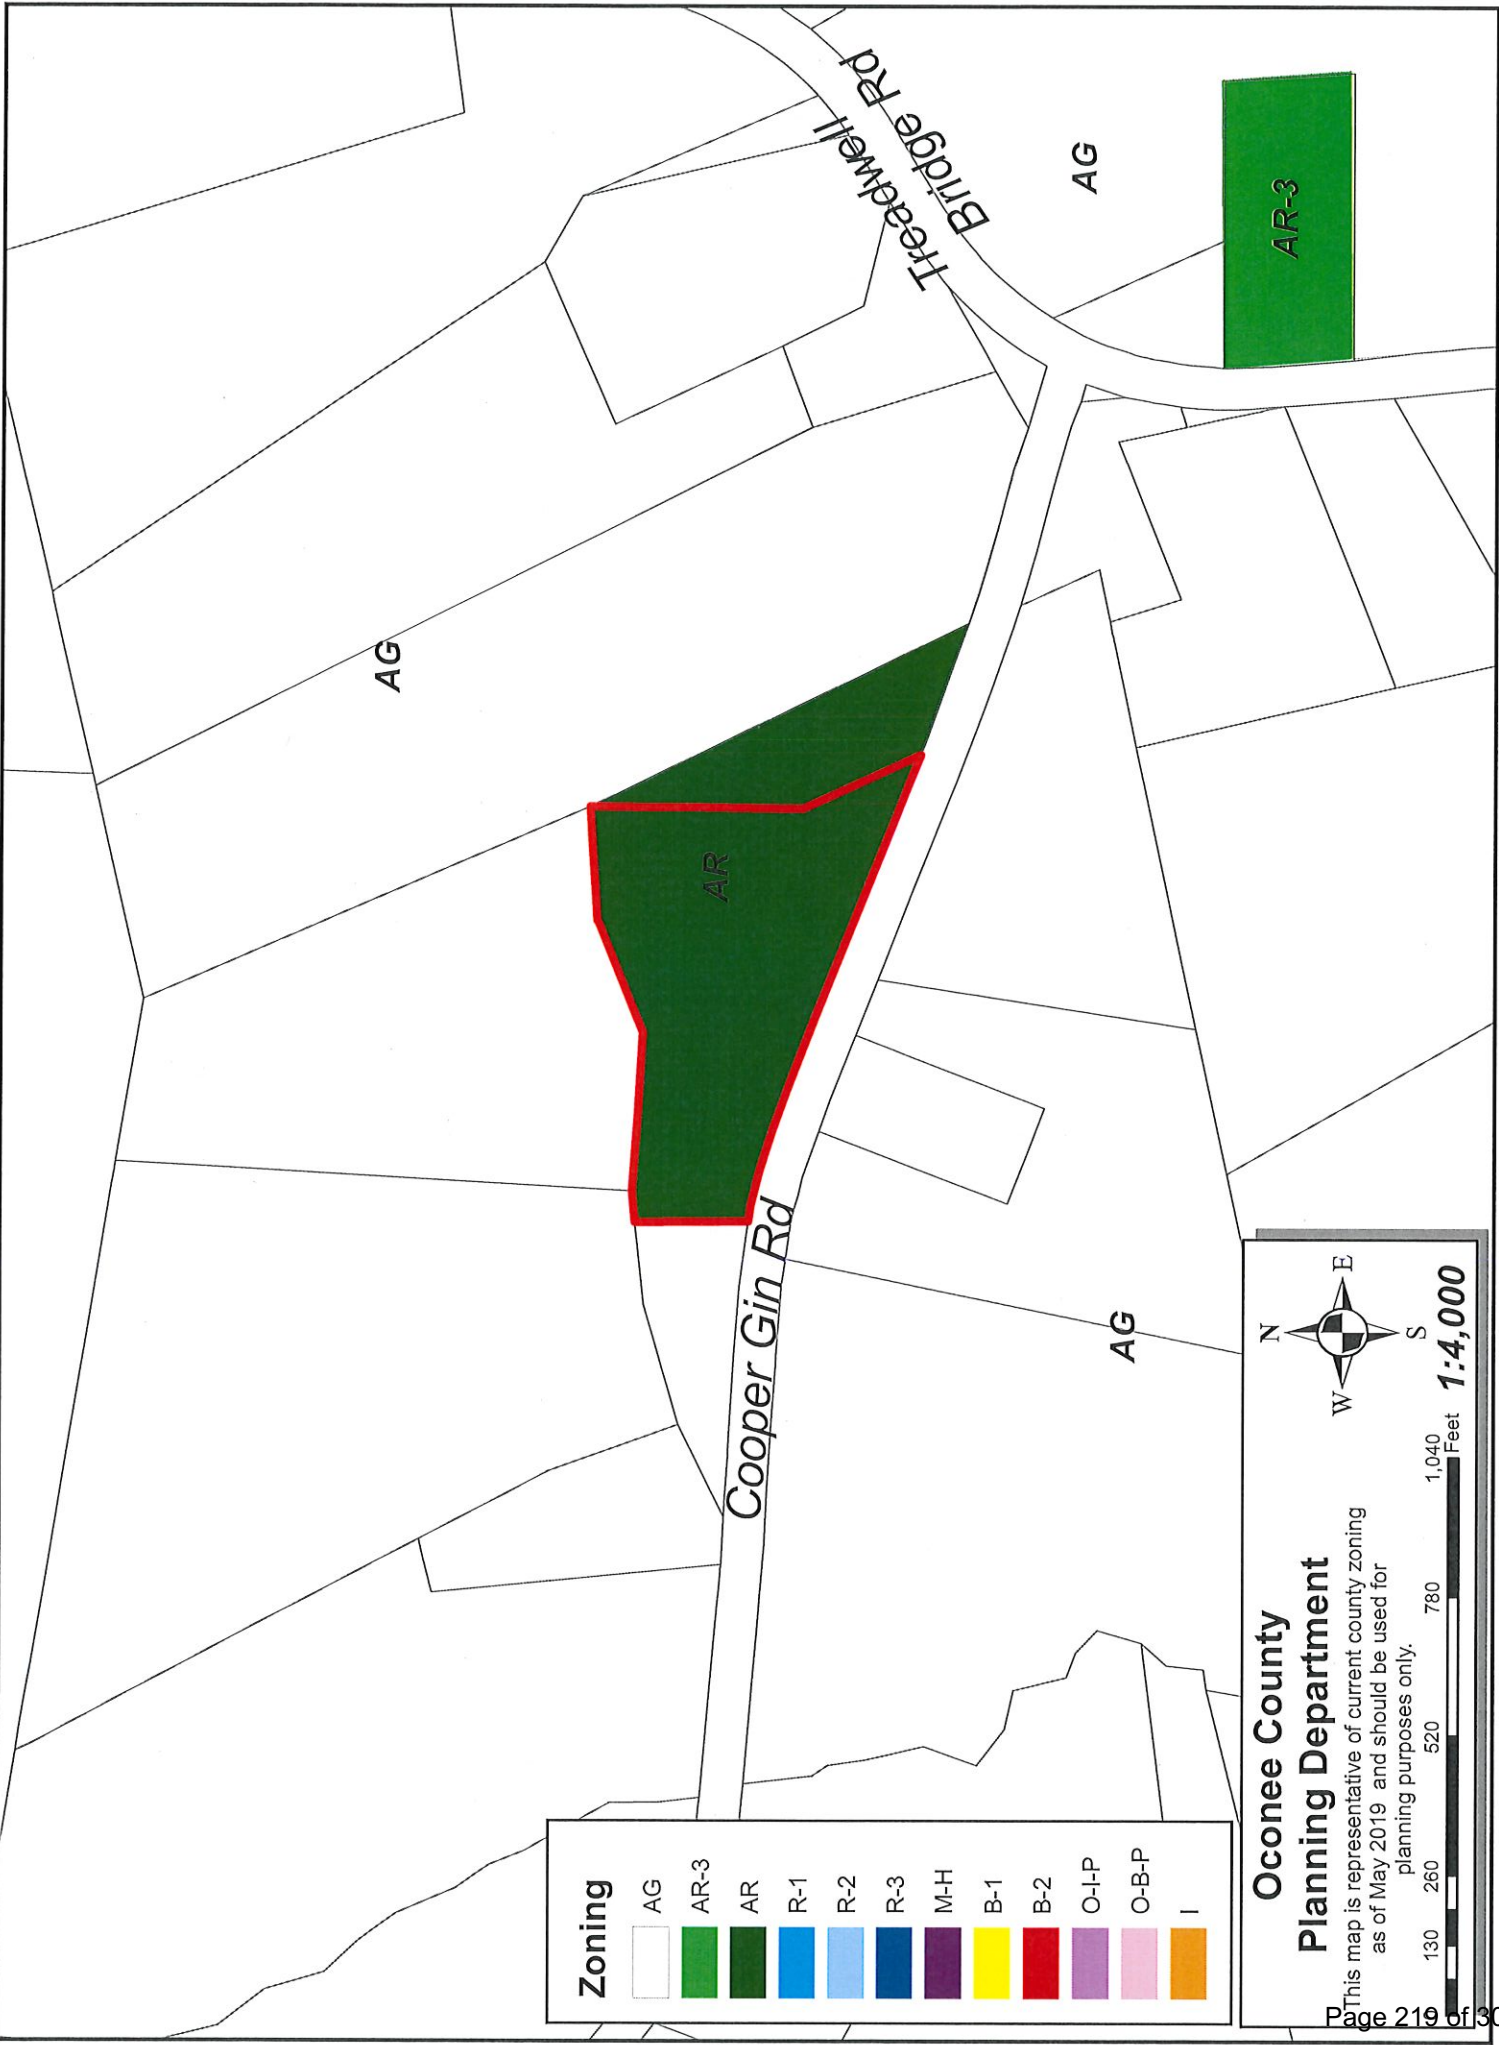 Treadwell
Bridge Rd
AG
AR-3
AG
AR
Cooper Gin Rd
AG
Zoning
AG
AR-3
AR
R-1
R-2
R-3
M-H
B-1
B-2
O-I-P
O-B-P
I
Oconee County
Planning Department
This map is representative of current county zoning
as of May 2019 and should be used for
planning purposes only.
130 260 520 780 1,040
Feet
1:4,000
N
W E
S
Page 219 of 30